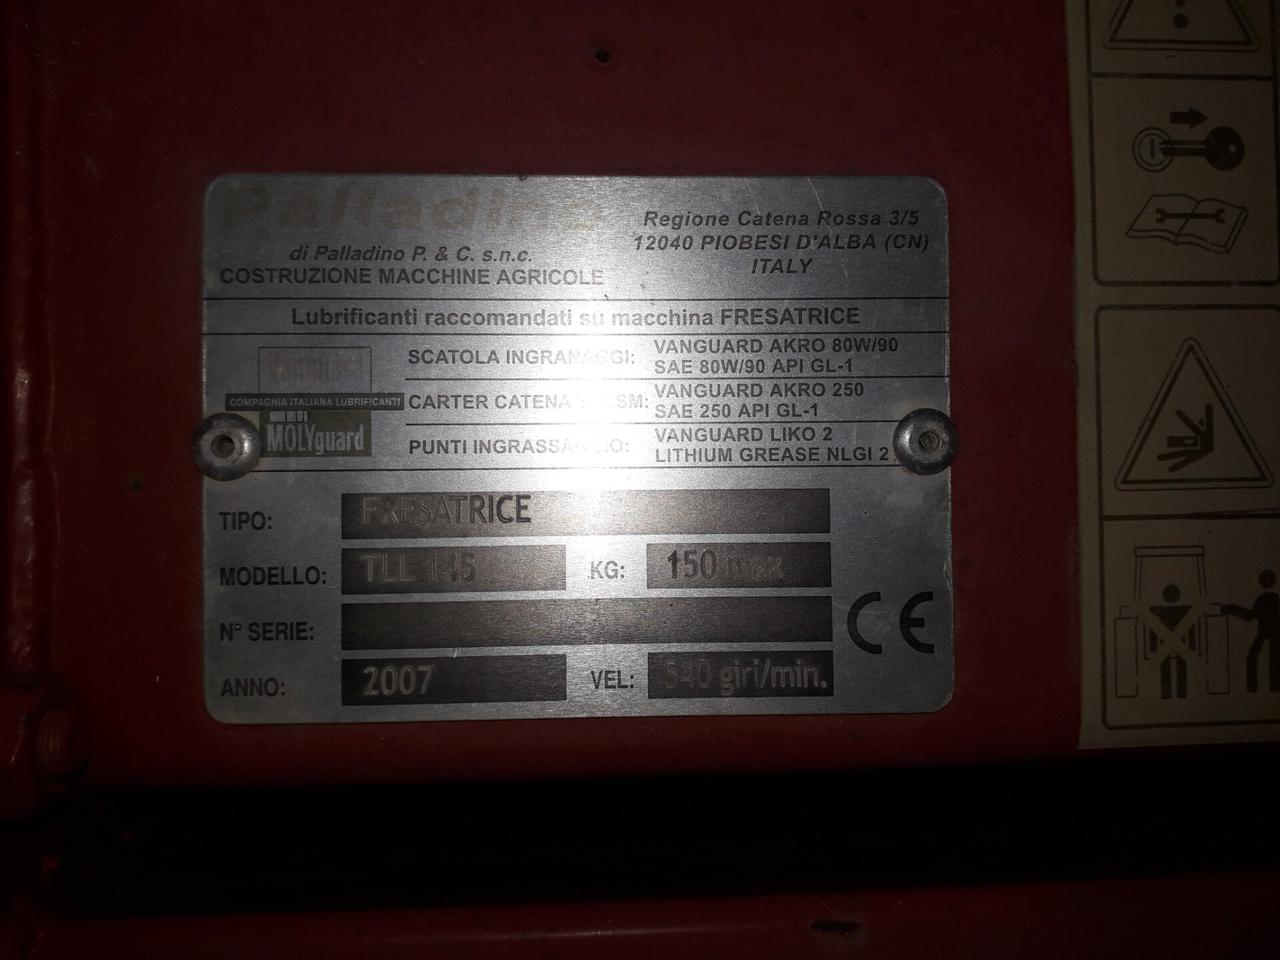 Palladino
di Palladino P. & C. s.n.c.
COSTRUZIONE MACCHINE AGRICOLE
Regione Catena Rossa 3/5
12040 PIOBESI D'ALBA (CN)
ITALY
Lubrificanti raccomandati su macchina FRESATRICE
Vanguard
COMPAGNIA ITALIANA LUBRIFICANTI
MOLYguard
SCATOLA INGRANAGGI: VANGUARD AKRO 80W/90
SAE 80W/90 API GL-1
CARTER CATENA VANGUARD AKRO 250
SAE 250 API GL-1
PUNTI INGRASSAGGIO: VANGUARD LIKO 2
LITHIUM GREASE NLGI 2
TIPO: FRESATRICE
MODELLO: TLL 145 KG: 150 max
N° SERIE:
ANNO: 2007 VEL: 540 giri/min.
CE